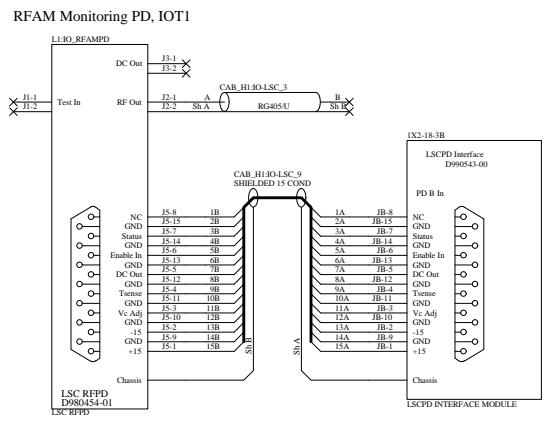 RFAM Monitoring PD, IOT1
L1:IO_RFAMPD
DC Out J3-1
J3-2
CAB_H1:IO-LSC_3
J1-1 Test In RF Out J2-1 A B
J1-2 J2-2 Sh A RG405/U Sh B
1X2-18-3B
LSCPD Interface
D990543-00
CAB_H1:IO-LSC_9
SHIELDED 15 COND
PD B In
NC J5-8 1B 1A JB-8 NC
GND J5-15 2B 2A JB-15 GND
Status J5-7 3B 3A JB-7 Status
GND J5-14 4B 4A JB-14 GND
Enable In J5-6 5B 5A JB-6 Enable In
GND J5-13 6B 6A JB-13 GND
DC Out J5-5 7B 7A JB-5 DC Out
GND J5-12 8B 8A JB-12 GND
Tsense J5-4 9B 9A JB-4 Tsense
GND J5-11 10B 10A JB-11 GND
Vc Adj J5-3 11B 11A JB-3 Vc Adj
GND J5-10 12B 12A JB-10 GND
-15 J5-2 13B 13A JB-2 -15
GND J5-9 14B 14A JB-9 GND
+15 J5-1 15B 15A JB-1 +15
Sh B Sh A
Chassis Chassis
LSC RFPD
D980454-01
LSC RFPD
LSCPD INTERFACE MODULE